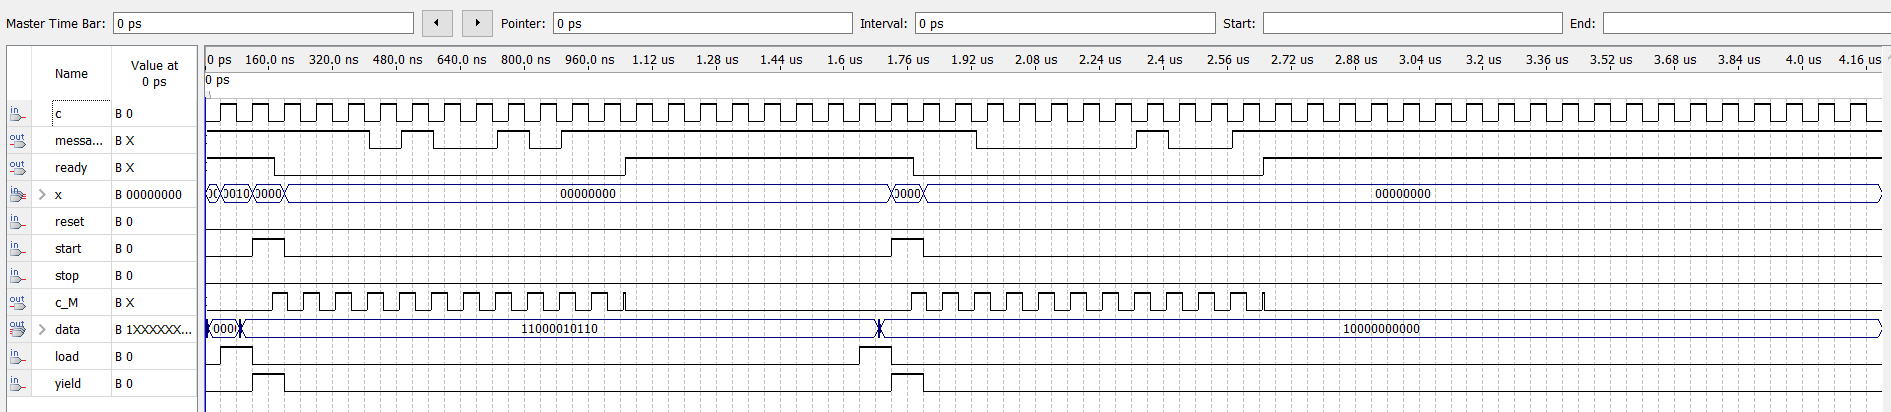 Master Time Bar: 0 ps Pointer: 0 ps Interval: 0 ps Start: End:
Name Value at 0 ps
0 ps 160.0 ns 320.0 ns 480.0 ns 640.0 ns 800.0 ns 960.0 ns 1.12 us 1.28 us 1.44 us 1.6 us 1.76 us 1.92 us 2.08 us 2.24 us 2.4 us 2.56 us 2.72 us 2.88 us 3.04 us 3.2 us 3.36 us 3.52 us 3.68 us 3.84 us 4.0 us 4.16 us
0 ps
in c B 0
out messa... B X
out ready B X
in x B 00000000 0010 0000 00000000 0000 00000000
in reset B 0
in start B 0
in stop B 0
out c_M B X
out data B 1XXXXXX... 000 11000010110 10000000000
in load B 0
in yield B 0